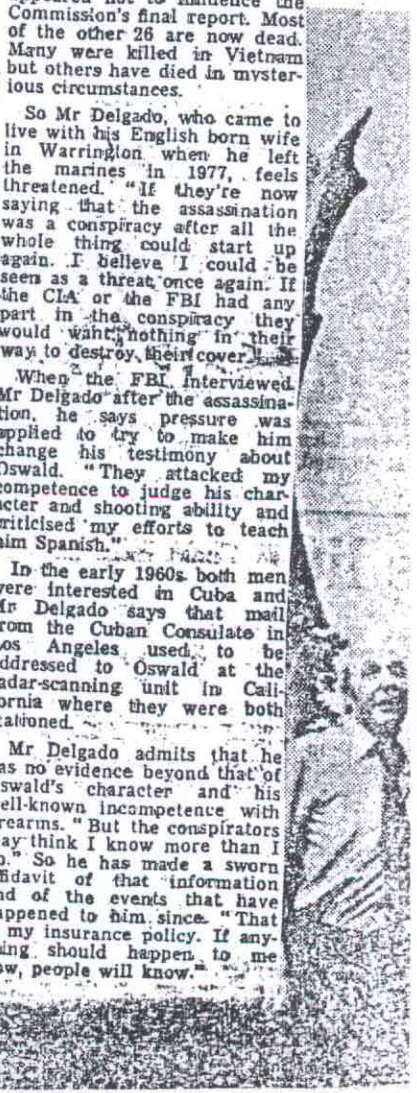 appeared not to influence the
Commission's final report. Most
of the other 26 are now dead.
Many were killed in Vietnam
but others have died in myster-
ious circumstances.
So Mr Delgado, who came to
live with his English born wife
in Warrington when he left
the marines in 1977, feels
threatened. "If they're now
saying that the assassination
was a conspiracy after all the
whole thing could start up
again. I believe I could be
seen as a threat once again. If
the CIA or the FBI had any
part in the conspiracy they
would want nothing in their
way to destroy their cover."
When the FBI interviewed
Mr Delgado after the assassina-
tion, he says pressure was
applied to try to make him
change his testimony about
Oswald. "They attacked my
competence to judge his char-
acter and shooting ability and
criticised my efforts to teach
him Spanish."
In the early 1960s both men
were interested in Cuba and
Mr Delgado says that mail
from the Cuban Consulate in
Los Angeles used to be
addressed to Oswald at the
radar-scanning unit in Cali-
fornia where they were both
stationed.
Mr Delgado admits that he
has no evidence beyond that of
Oswald's character and his
well-known incompetence with
firearms. "But the conspirators
may think I know more than I
do." So he has made a sworn
affidavit of that information
and of the events that have
happened to him since. "That
is my insurance policy. If any-
thing should happen to me
now, people will know."